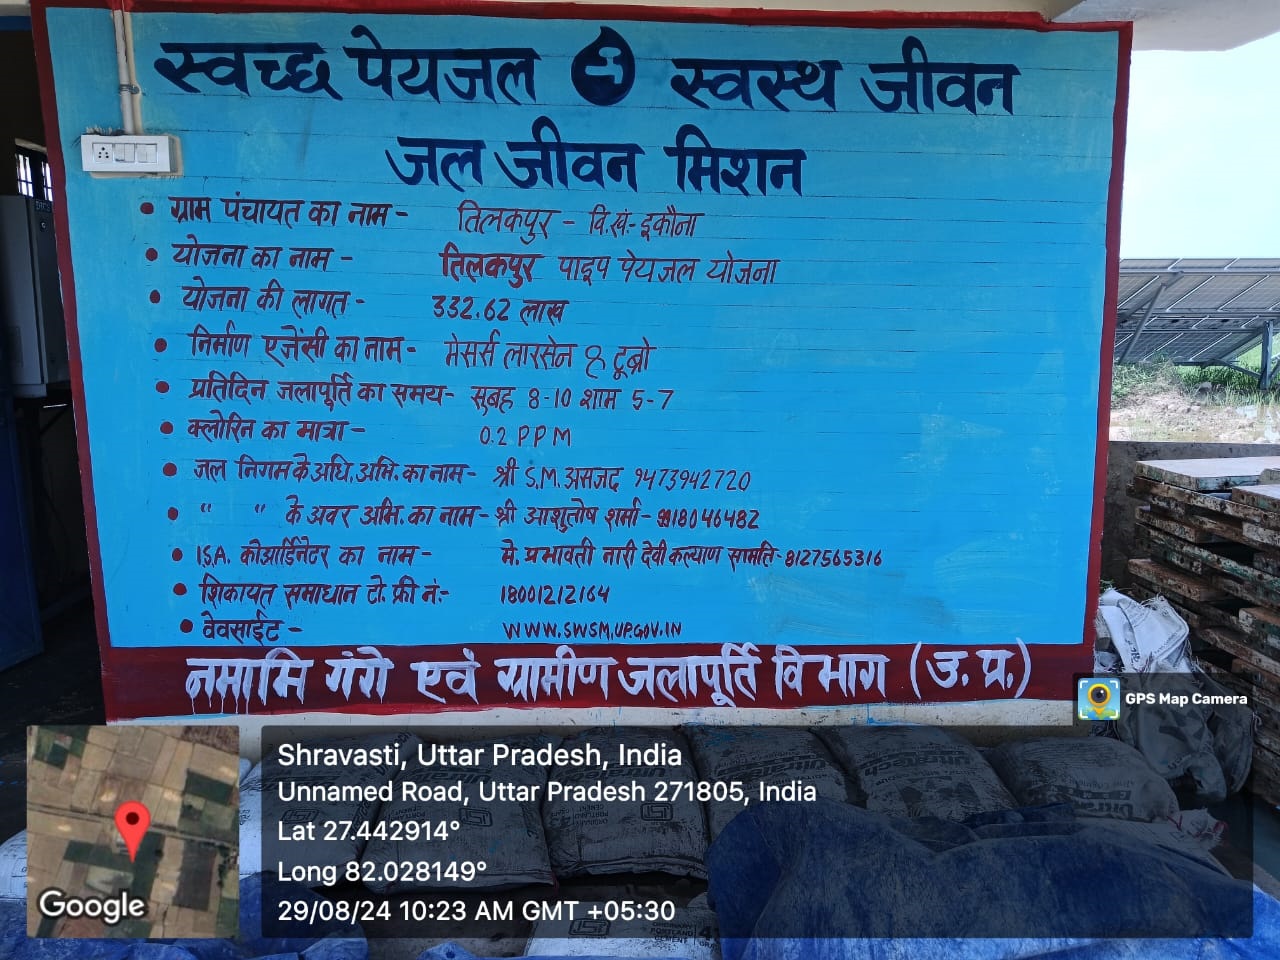 स्वच्छ पेयजल स्वस्थ जीवन
जल जीवन मिशन
• ग्राम पंचायत का नाम - तिलकपुर - वि.खं:- इकौना
• योजना का नाम - तिलकपुर पाइप पेयजल योजना
• योजना की लागत - 332.62 लाख
• निर्माण एजेंसी का नाम - मेसर्स लारसेन & टूब्रो
• प्रतिदिन जलापूर्ति का समय - सुबह 8-10 शाम 5-7
• क्लोरिन का मात्रा - 0.2 PPM
• जल निगम के अधि. अभि. का नाम - श्री S.M. असजद 9473942720
• " " के अवर अभि. का नाम - श्री आशुतोष शर्मा - 9918046482
• I.S.A. कोआर्डिनेटर का नाम - मे. प्रभावती नारी देवी कल्याण सामति - 8127565316
• शिकायत समाधान टो. फ्री नं:- 18001212164
• वेवसाईट - WWW.SWSM.UP.GOV.IN
नमामि गंगे एवं ग्रामीण जलापूर्ति विभाग (उ.प्र.)
GPS Map Camera
Shravasti, Uttar Pradesh, India
Unnamed Road, Uttar Pradesh 271805, India
Lat 27.442914°
Long 82.028149°
29/08/24 10:23 AM GMT +05:30
Google
UltraTech